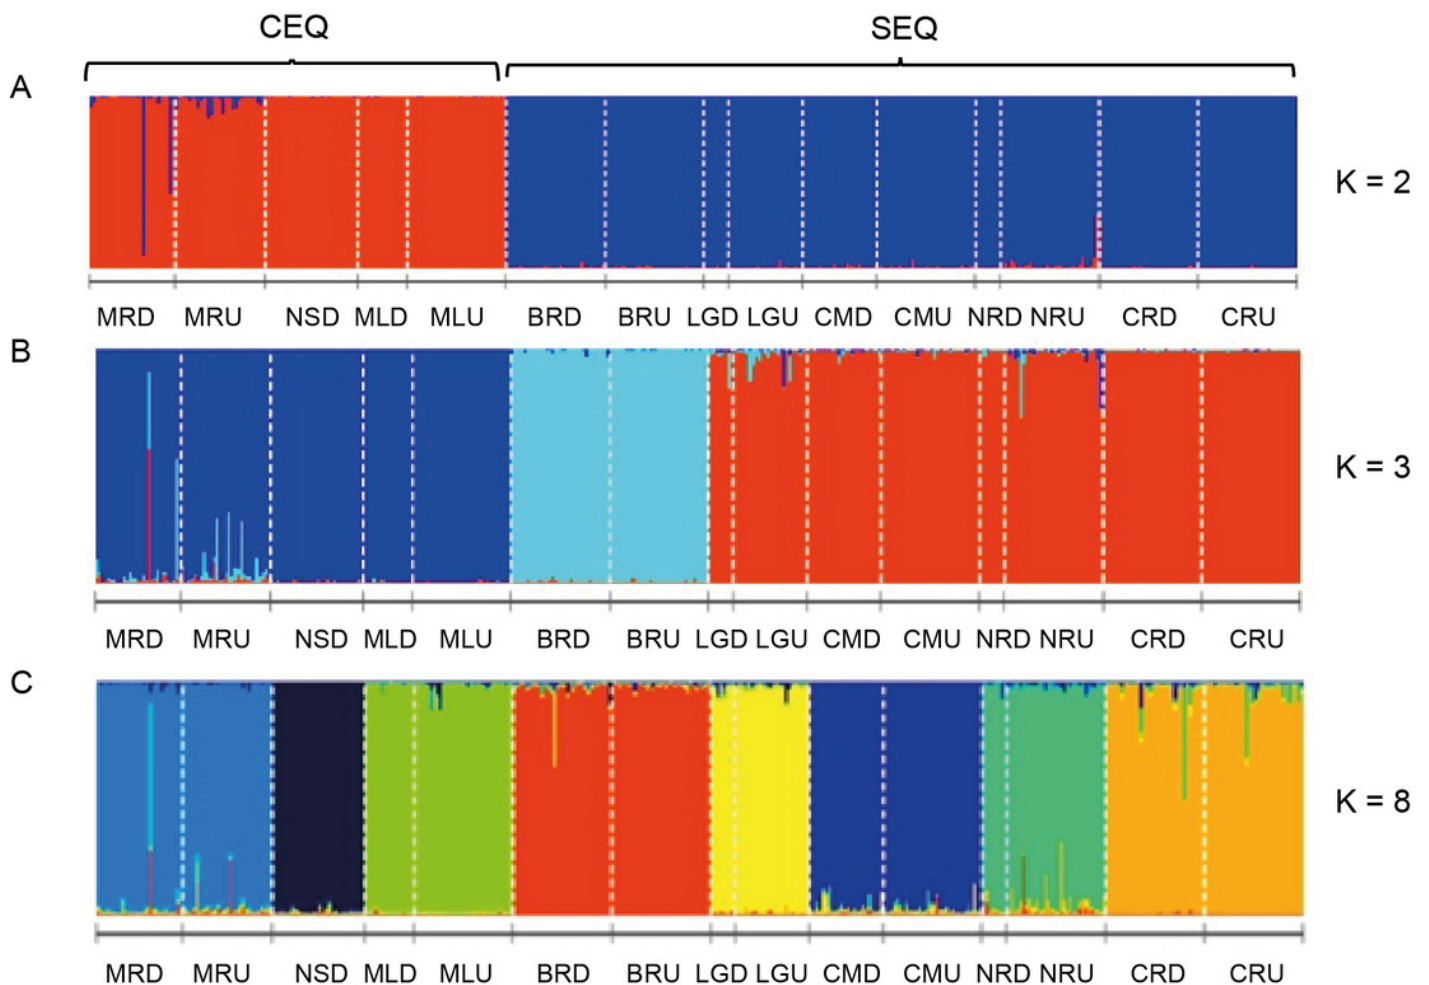 CEQ SEQ
A
K = 2
MRD MRU NSD MLD MLU BRD BRU LGD LGU CMD CMU NRD NRU CRD CRU
B
K = 3
MRD MRU NSD MLD MLU BRD BRU LGD LGU CMD CMU NRD NRU CRD CRU
C
K = 8
MRD MRU NSD MLD MLU BRD BRU LGD LGU CMD CMU NRD NRU CRD CRU